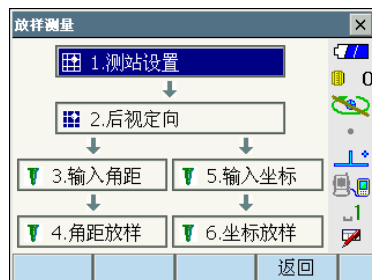 放样测量
1.测站设置
0
2.后视定向
3.输入角距 5.输入坐标
1
4.角距放样 6.坐标放样
返回